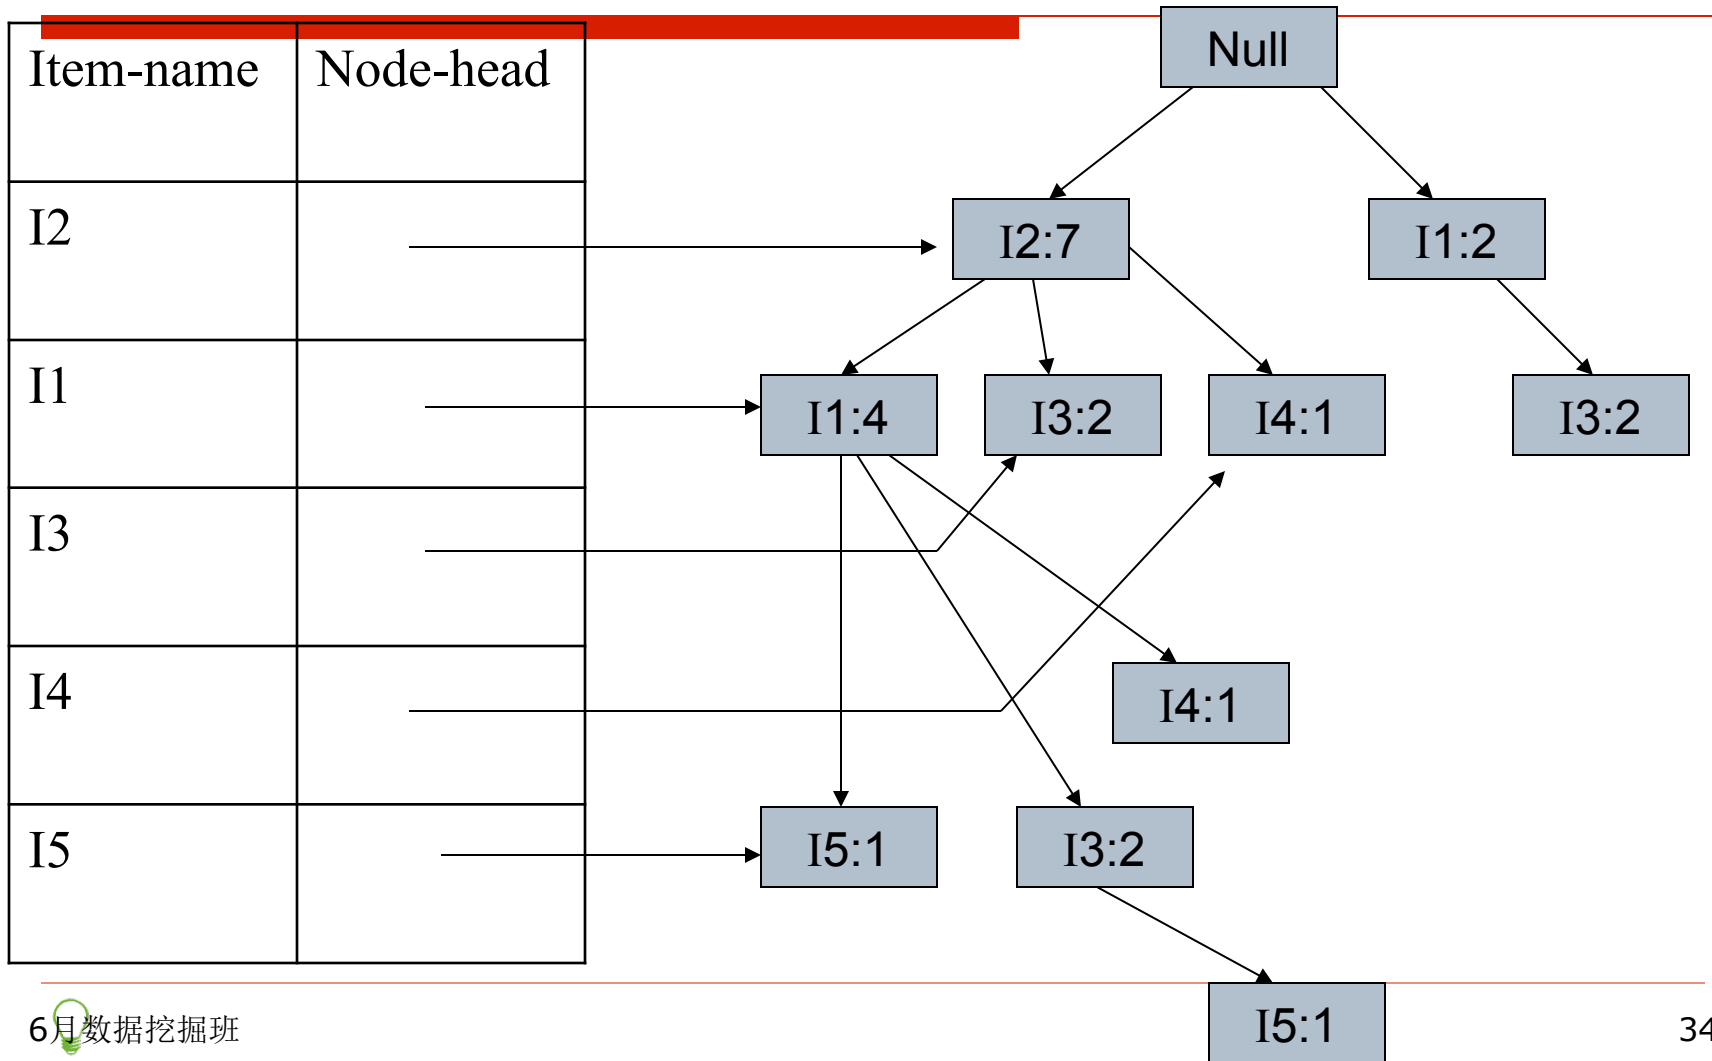 Item-name Node-head
I2
I1
I3
I4
I5
Null
I2:7 I1:2
I1:4 I3:2 I4:1 I3:2
I4:1
I5:1 I3:2
I5:1
6月数据挖掘班
34